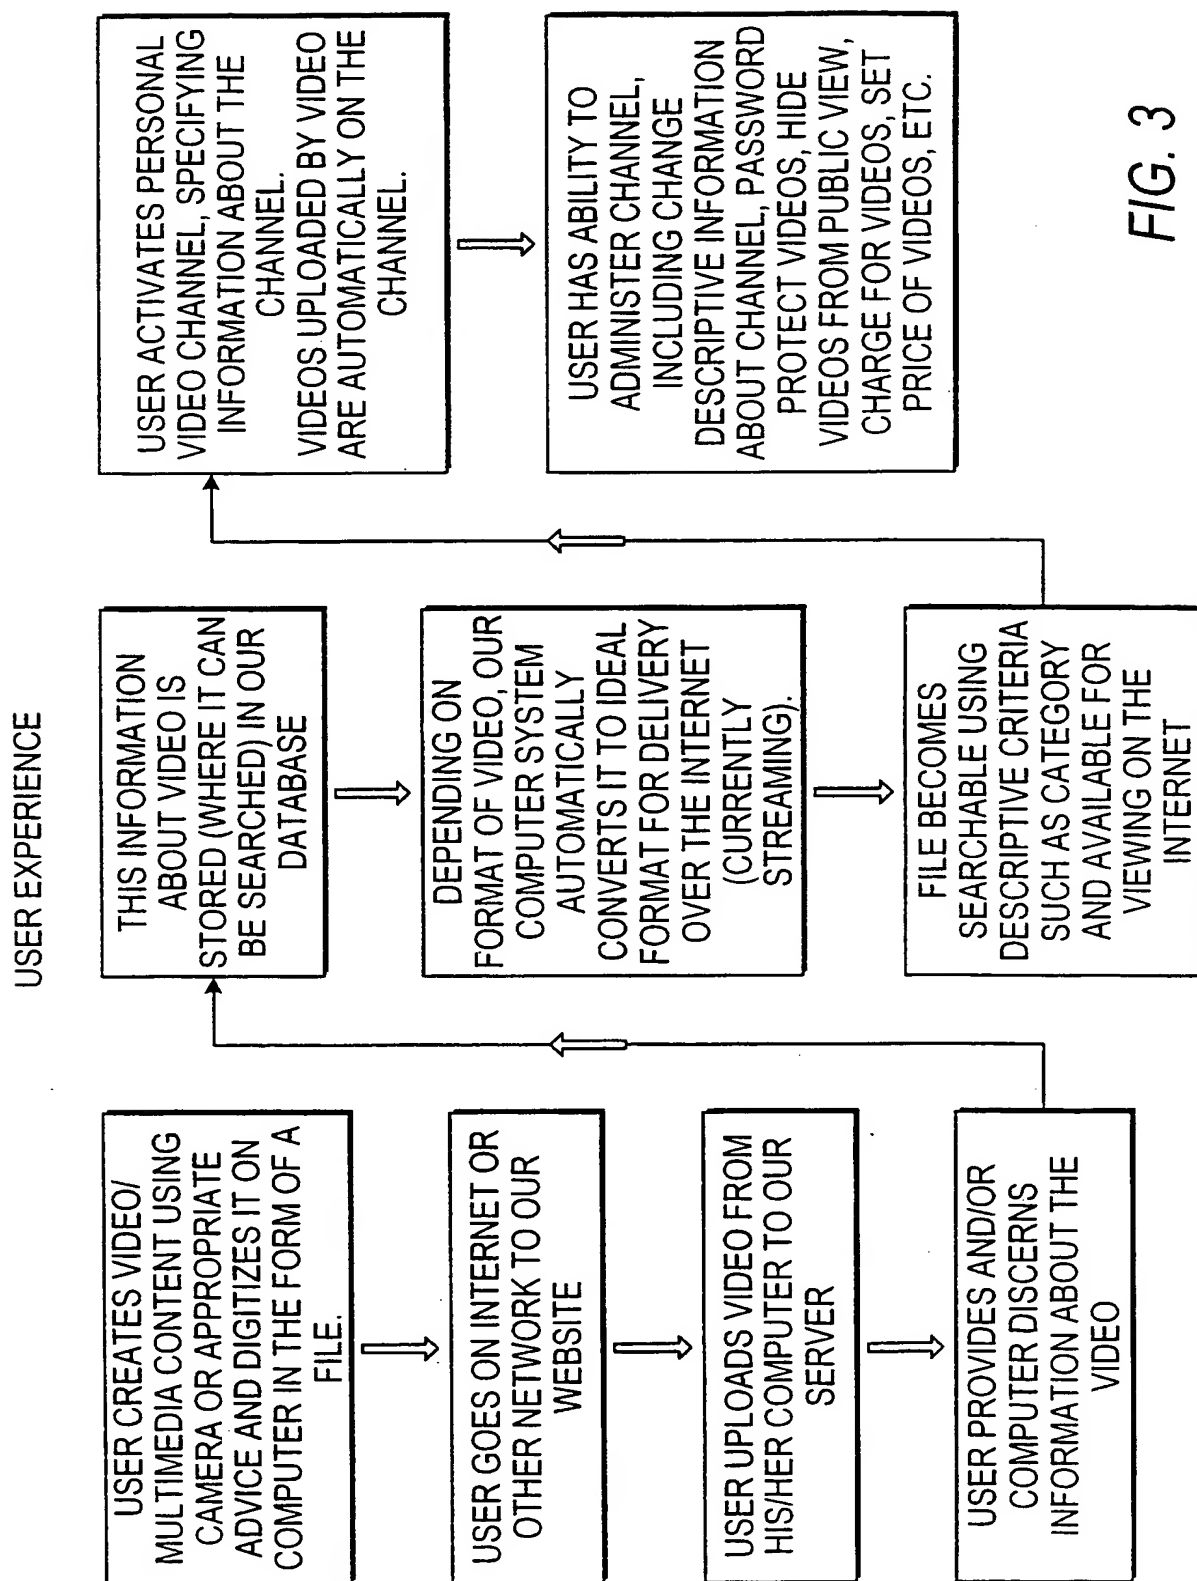 USER EXPERIENCE
USER CREATES VIDEO/
MULTIMEDIA CONTENT USING
CAMERA OR APPROPRIATE
ADVICE AND DIGITIZES IT ON
COMPUTER IN THE FORM OF A
FILE.
USER GOES ON INTERNET OR
OTHER NETWORK TO OUR
WEBSITE
USER UPLOADS VIDEO FROM
HIS/HER COMPUTER TO OUR
SERVER
USER PROVIDES AND/OR
COMPUTER DISCERNS
INFORMATION ABOUT THE
VIDEO
THIS INFORMATION
ABOUT VIDEO IS
STORED (WHERE IT CAN
BE SEARCHED) IN OUR
DATABASE
DEPENDING ON
FORMAT OF VIDEO, OUR
COMPUTER SYSTEM
AUTOMATICALLY
CONVERTS IT TO IDEAL
FORMAT FOR DELIVERY
OVER THE INTERNET
(CURRENTLY
STREAMING).
FILE BECOMES
SEARCHABLE USING
DESCRIPTIVE CRITERIA
SUCH AS CATEGORY
AND AVAILABLE FOR
VIEWING ON THE
INTERNET
USER ACTIVATES PERSONAL
VIDEO CHANNEL, SPECIFYING
INFORMATION ABOUT THE
CHANNEL.
VIDEOS UPLOADED BY VIDEO
ARE AUTOMATICALLY ON THE
CHANNEL.
USER HAS ABILITY TO
ADMINISTER CHANNEL,
INCLUDING CHANGE
DESCRIPTIVE INFORMATION
ABOUT CHANNEL, PASSWORD
PROTECT VIDEOS, HIDE
VIDEOS FROM PUBLIC VIEW,
CHARGE FOR VIDEOS, SET
PRICE OF VIDEOS, ETC.
FIG. 3